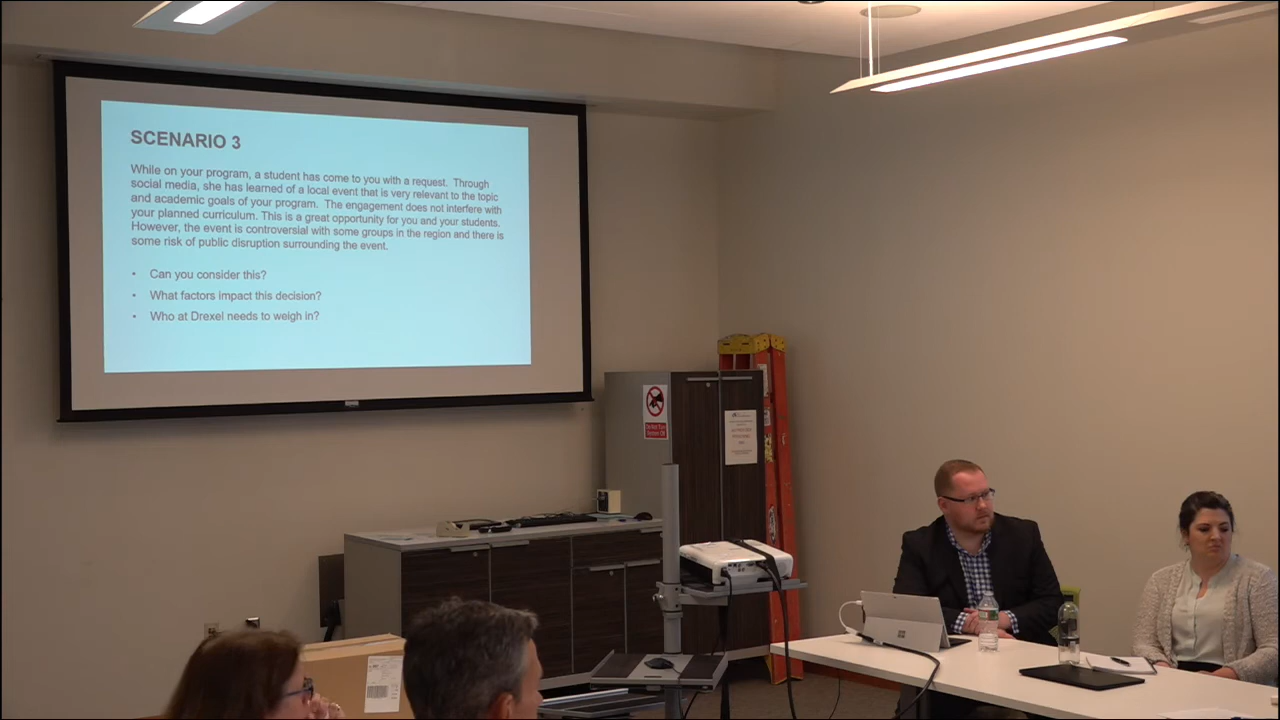 SCENARIO 3
While on your program, a student has come to you with a request. Through
social media, she has learned of a local event that is very relevant to the topic
and academic goals of your program. The engagement does not interfere with
your planned curriculum. This is a great opportunity for you and your students.
However, the event is controversial with some groups in the region and there is
some risk of public disruption surrounding the event.
• Can you consider this?
• What factors impact this decision?
• Who at Drexel needs to weigh in?